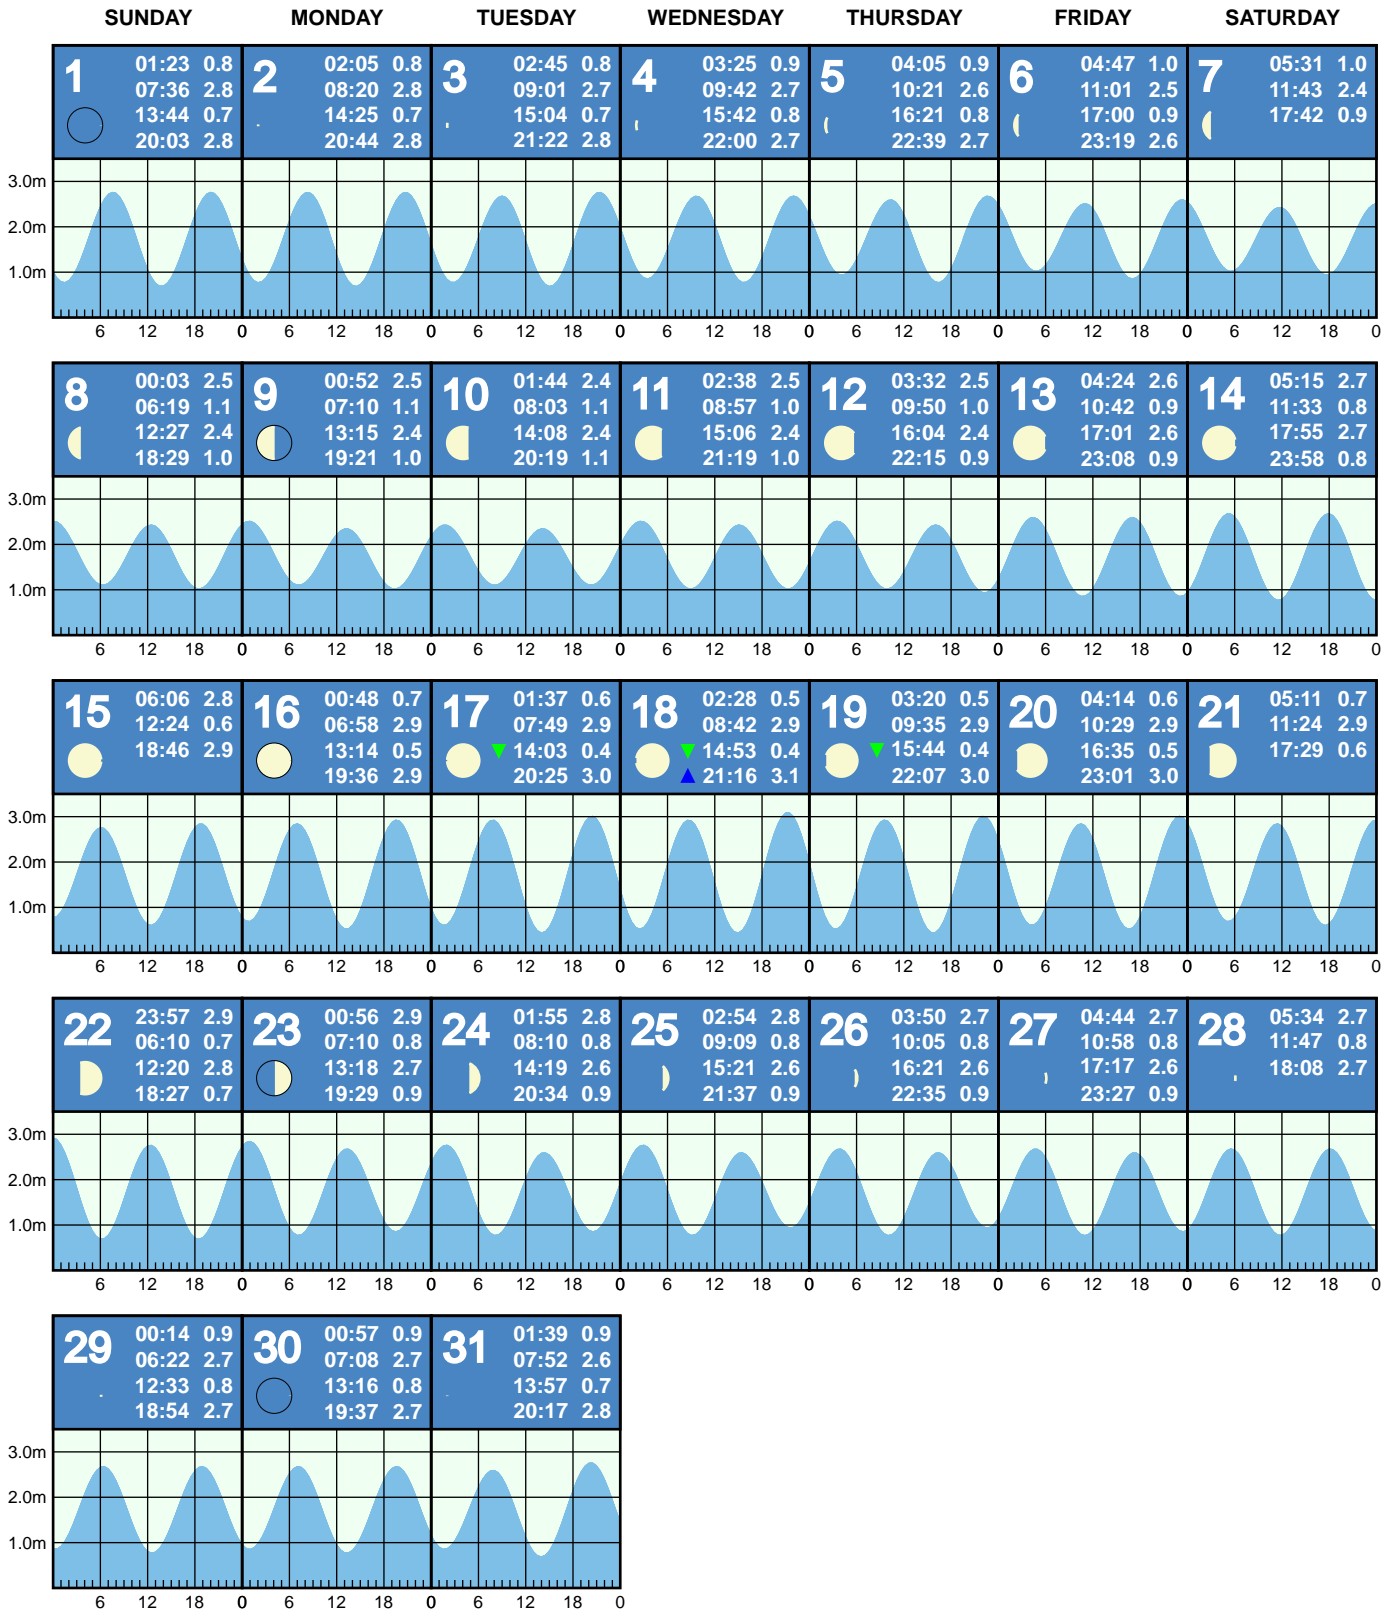 SUNDAY MONDAY TUESDAY WEDNESDAY THURSDAY FRIDAY SATURDAY
1 01:23 0.8
07:36 2.8
13:44 0.7
20:03 2.8
2 02:05 0.8
08:20 2.8
14:25 0.7
20:44 2.8
3 02:45 0.8
09:01 2.7
15:04 0.7
21:22 2.8
4 03:25 0.9
09:42 2.7
15:42 0.8
22:00 2.7
5 04:05 0.9
10:21 2.6
16:21 0.8
22:39 2.7
6 04:47 1.0
11:01 2.5
17:00 0.9
23:19 2.6
7 05:31 1.0
11:43 2.4
17:42 0.9
3.0m
2.0m
1.0m
6 12 18 0 6 12 18 0 6 12 18 0 6 12 18 0 6 12 18 0 6 12 18 0 6 12 18 0
8 00:03 2.5
06:19 1.1
12:27 2.4
18:29 1.0
9 00:52 2.5
07:10 1.1
13:15 2.4
19:21 1.0
10 01:44 2.4
08:03 1.1
14:08 2.4
20:19 1.1
11 02:38 2.5
08:57 1.0
15:06 2.4
21:19 1.0
12 03:32 2.5
09:50 1.0
16:04 2.4
22:15 0.9
13 04:24 2.6
10:42 0.9
17:01 2.6
23:08 0.9
14 05:15 2.7
11:33 0.8
17:55 2.7
23:58 0.8
3.0m
2.0m
1.0m
6 12 18 0 6 12 18 0 6 12 18 0 6 12 18 0 6 12 18 0 6 12 18 0 6 12 18 0
15 06:06 2.8
12:24 0.6
18:46 2.9
16 00:48 0.7
06:58 2.9
13:14 0.5
19:36 2.9
17 01:37 0.6
07:49 2.9
14:03 0.4
20:25 3.0
18 02:28 0.5
08:42 2.9
14:53 0.4
21:16 3.1
19 03:20 0.5
09:35 2.9
15:44 0.4
22:07 3.0
20 04:14 0.6
10:29 2.9
16:35 0.5
23:01 3.0
21 05:11 0.7
11:24 2.9
17:29 0.6
3.0m
2.0m
1.0m
6 12 18 0 6 12 18 0 6 12 18 0 6 12 18 0 6 12 18 0 6 12 18 0 6 12 18 0
22 23:57 2.9
06:10 0.7
12:20 2.8
18:27 0.7
23 00:56 2.9
07:10 0.8
13:18 2.7
19:29 0.9
24 01:55 2.8
08:10 0.8
14:19 2.6
20:34 0.9
25 02:54 2.8
09:09 0.8
15:21 2.6
21:37 0.9
26 03:50 2.7
10:05 0.8
16:21 2.6
22:35 0.9
27 04:44 2.7
10:58 0.8
17:17 2.6
23:27 0.9
28 05:34 2.7
11:47 0.8
18:08 2.7
3.0m
2.0m
1.0m
6 12 18 0 6 12 18 0 6 12 18 0 6 12 18 0 6 12 18 0 6 12 18 0 6 12 18 0
29 00:14 0.9
06:22 2.7
12:33 0.8
18:54 2.7
30 00:57 0.9
07:08 2.7
13:16 0.8
19:37 2.7
31 01:39 0.9
07:52 2.6
13:57 0.7
20:17 2.8
3.0m
2.0m
1.0m
6 12 18 0 6 12 18 0 6 12 18 0